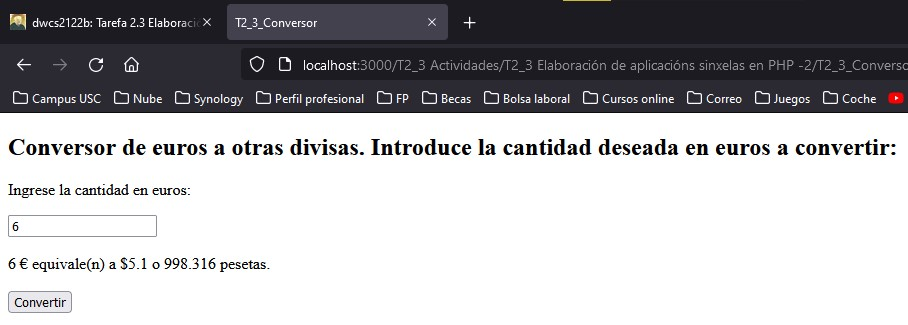 dwcs2122b: Tarefa 2.3 Elaboració
T2_3_Conversor
localhost:3000/T2_3 Actividades/T2_3 Elaboración de aplicacións sinxelas en PHP -2/T2_3_Converso
Campus USC Nube Synology Perfil profesional FP Becas Bolsa laboral Cursos online Correo Juegos Coche
Conversor de euros a otras divisas. Introduce la cantidad deseada en euros a convertir:
Ingrese la cantidad en euros:
6
6 € equivale(n) a $5.1 o 998.316 pesetas.
Convertir